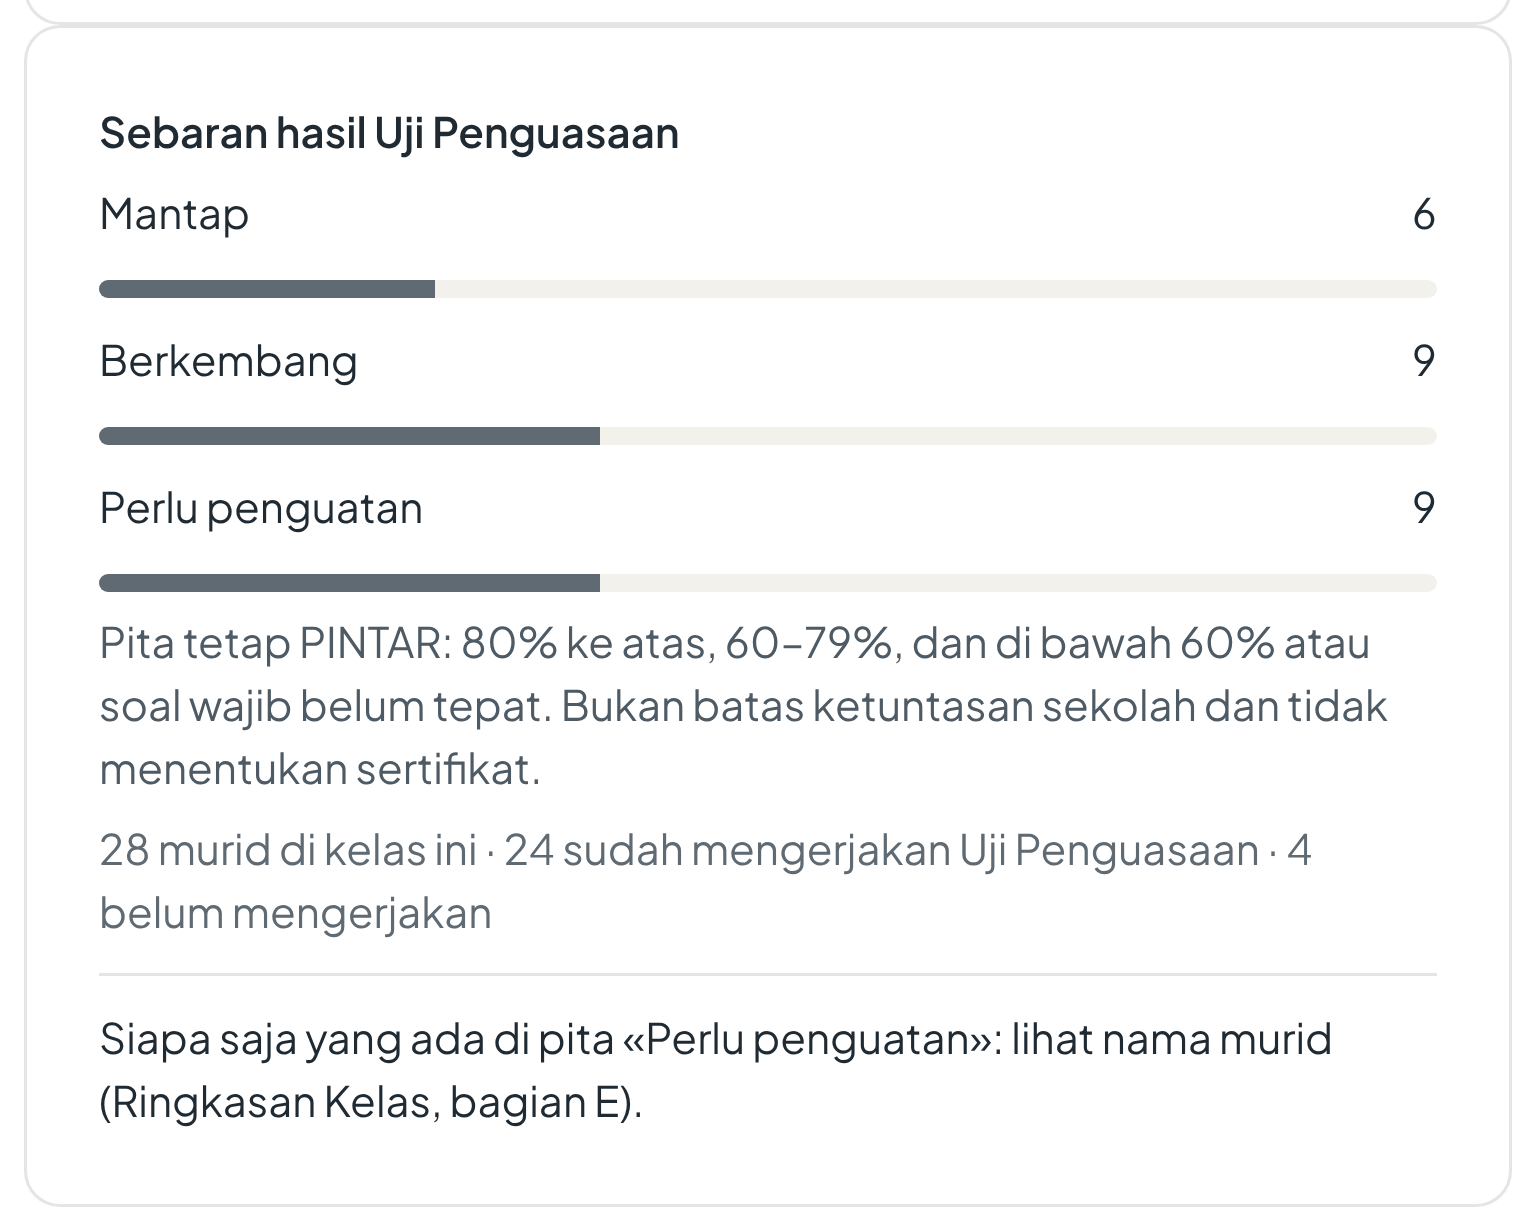 Sebaran hasil Uji Penguasaan
Mantap 6
Berkembang 9
Perlu penguatan 9
Pita tetap PINTAR: 80% ke atas, 60–79%, dan di bawah 60% atau
soal wajib belum tepat. Bukan batas ketuntasan sekolah dan tidak
menentukan sertifikat.
28 murid di kelas ini · 24 sudah mengerjakan Uji Penguasaan · 4
belum mengerjakan
Siapa saja yang ada di pita «Perlu penguatan»: lihat nama murid
(Ringkasan Kelas, bagian E).